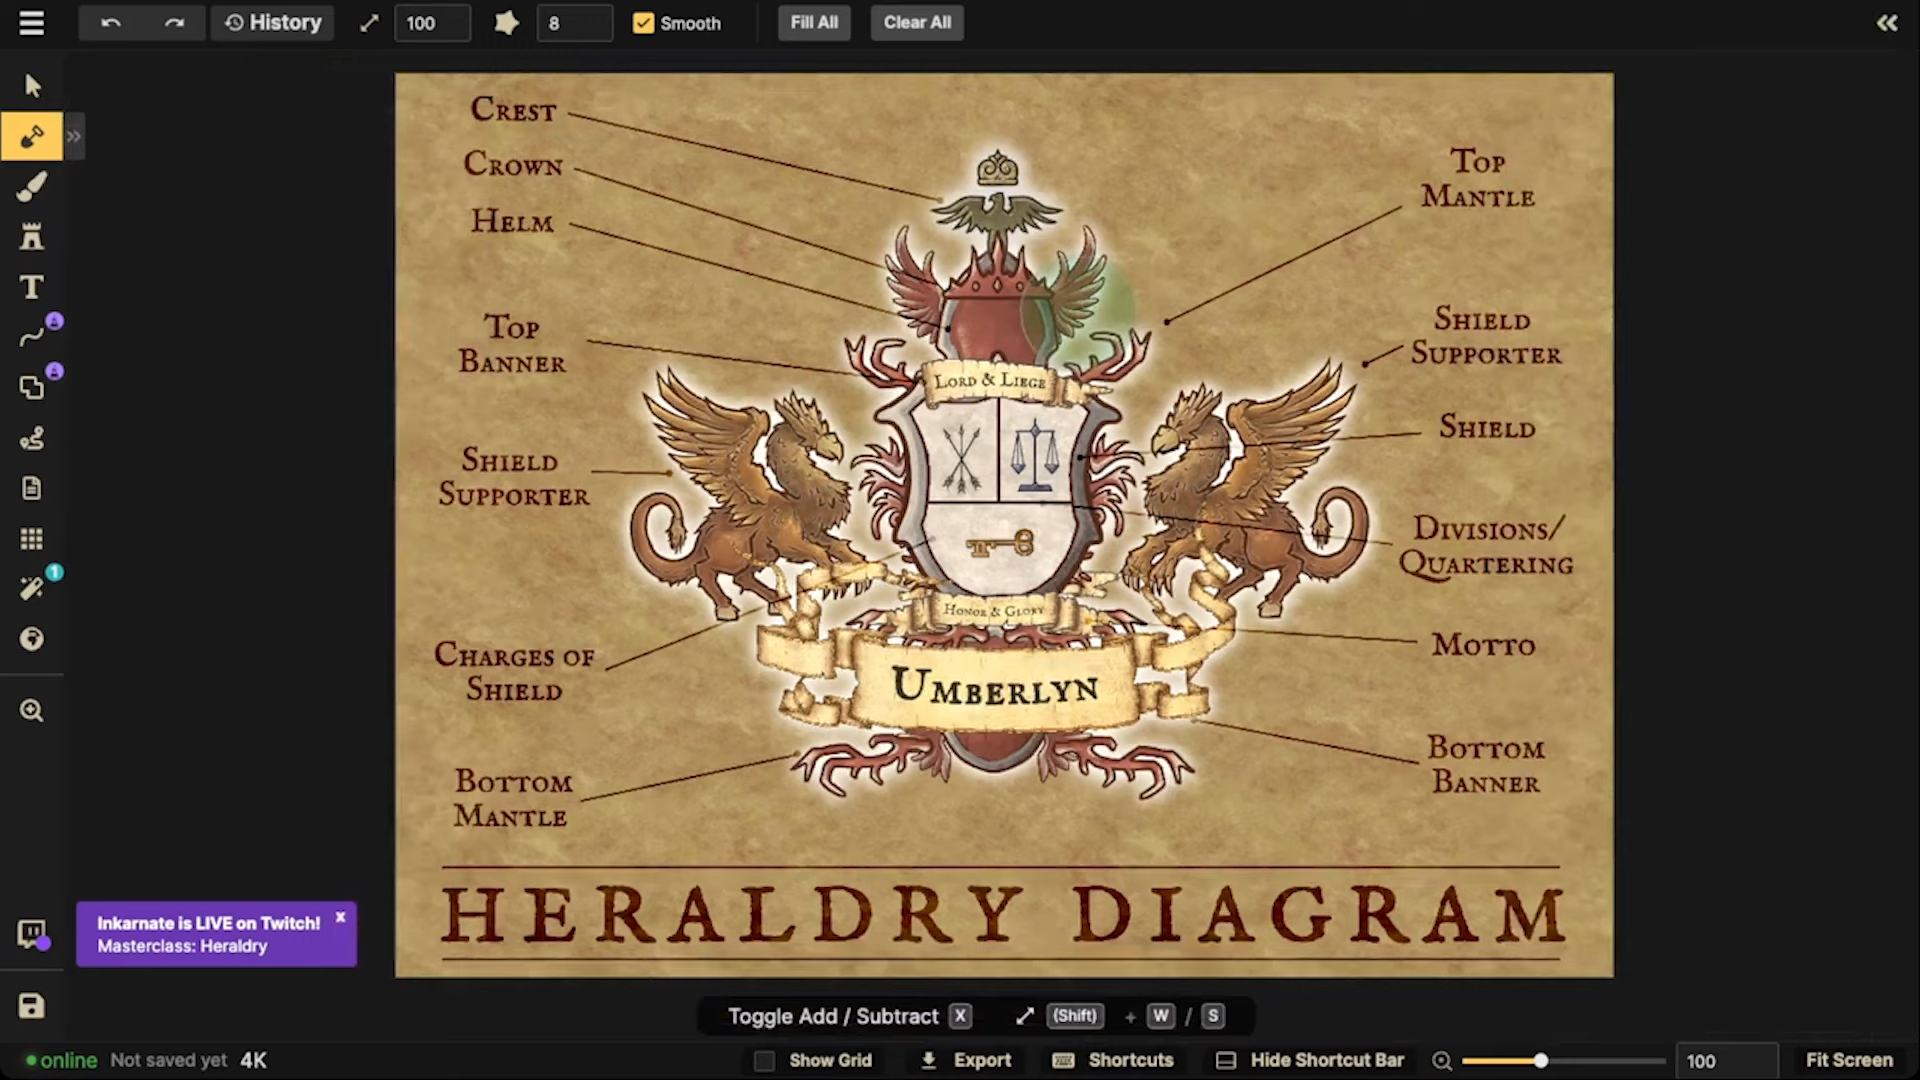 History
100
8
Smooth
Fill All
Clear All
Crest
Crown
Helm
Top
Banner
Shield
Supporter
Charges of
Shield
Bottom
Mantle
Top
Mantle
Shield
Supporter
Shield
Divisions/
Quartering
Motto
Bottom
Banner
Lord & Liege
Honor & Glory
Umberlyn
HERALDRY DIAGRAM
1
Inkarnate is LIVE on Twitch! x
Masterclass: Heraldry
Toggle Add / Subtract X (Shift) + W / S
online Not saved yet 4K
Show Grid Export Shortcuts Hide Shortcut Bar 100 Fit Screen